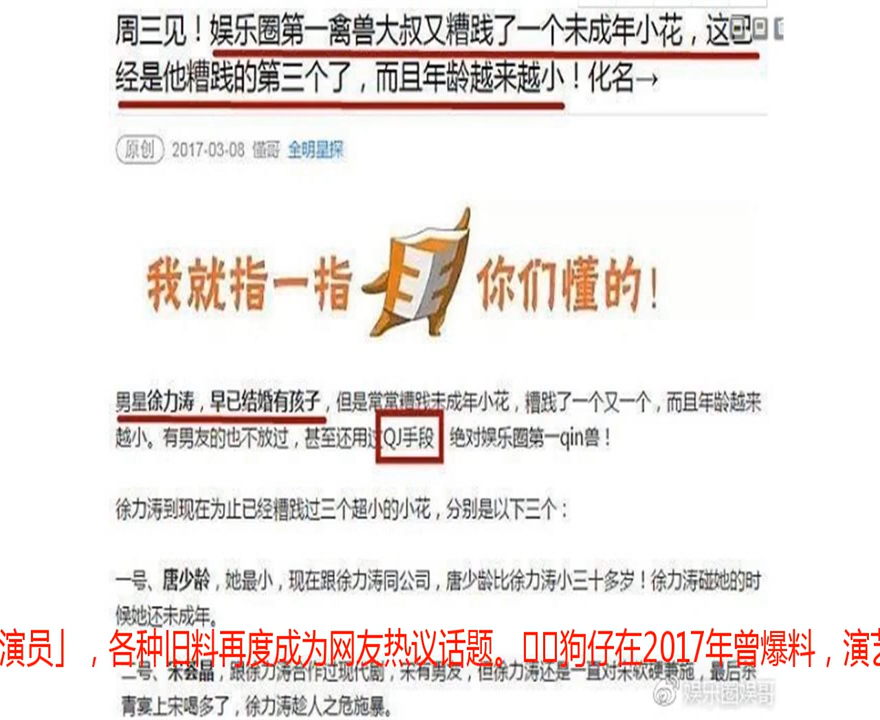 周三见！娱乐圈第一禽兽大叔又糟践了一个未成年小花，这已
经是他糟践的第三个了，而且年龄越来越小！化名→
原创 2017-03-08 懂哥 全明星探
我就指一指 你们懂的！
男星徐力涛，早已结婚有孩子，但是常常糟践未成年小花，糟践了一个又一个，而且年龄越来
越小。有男友的也不放过，甚至还用过QJ手段 绝对娱乐圈第一qin兽！
徐力涛到现在为止已经糟践过三个超小的小花，分别是以下三个：
一号、唐少龄，她最小，现在跟徐力涛同公司，唐少龄比徐力涛小三十多岁！徐力涛碰她的时
候她还未成年。
演员」，各种旧料再度成为网友热议话题。□□狗仔在2017年曾爆料，演艺
二号、宋会晶，跟徐力涛合作过现代剧，宋有男友，但徐力涛还是一直对宋软硬兼施，最后杀
青宴上宋喝多了，徐力涛趁人之危施暴。
娱乐圈娱哥